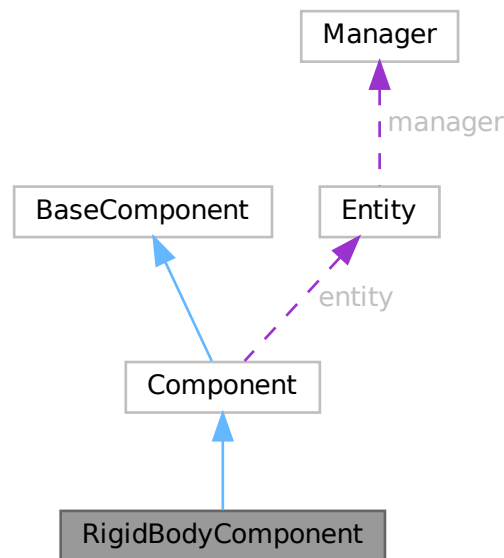 Manager
manager
BaseComponent
Entity
entity
Component
RigidBodyComponent